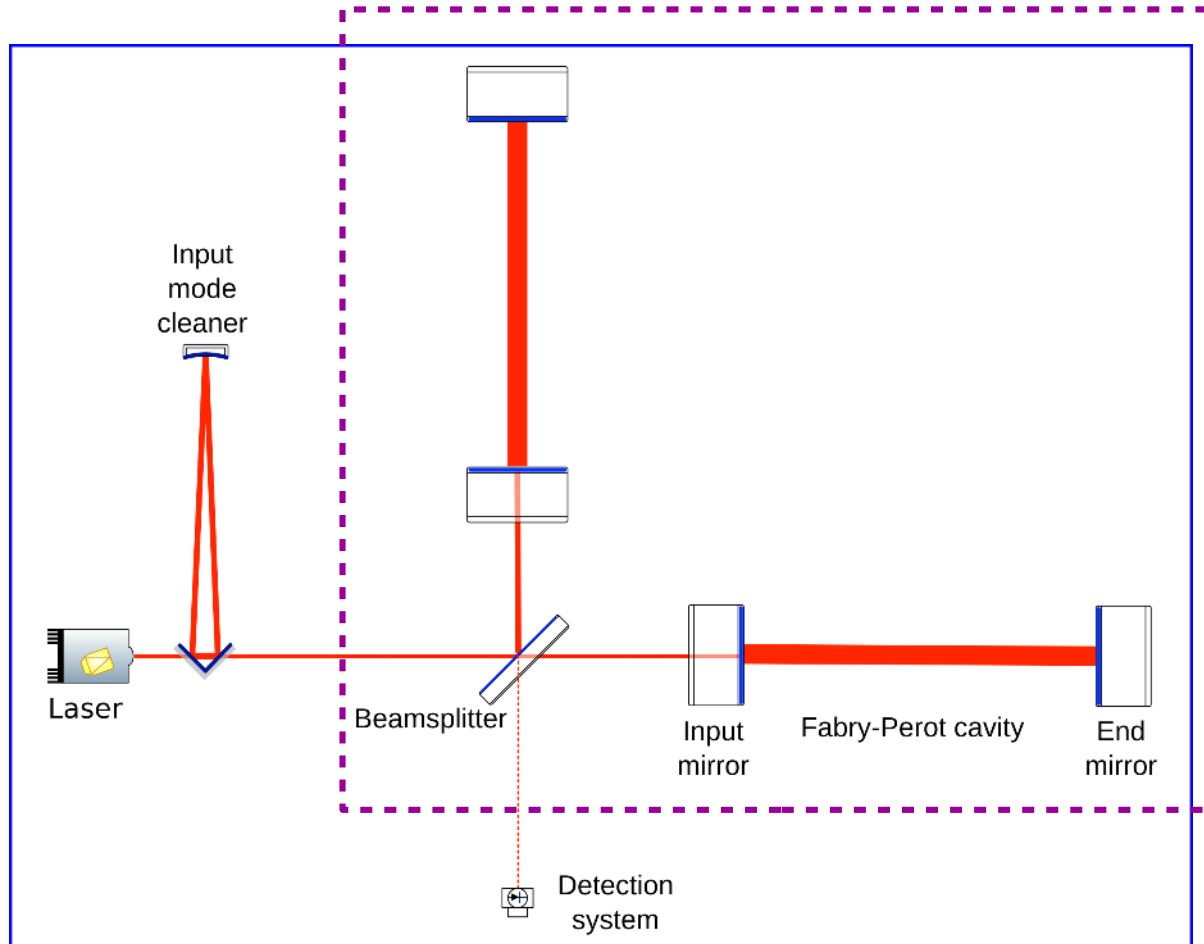 Input
mode
cleaner
Laser
Beamsplitter
Input
mirror
Fabry-Perot cavity
End
mirror
Detection
system